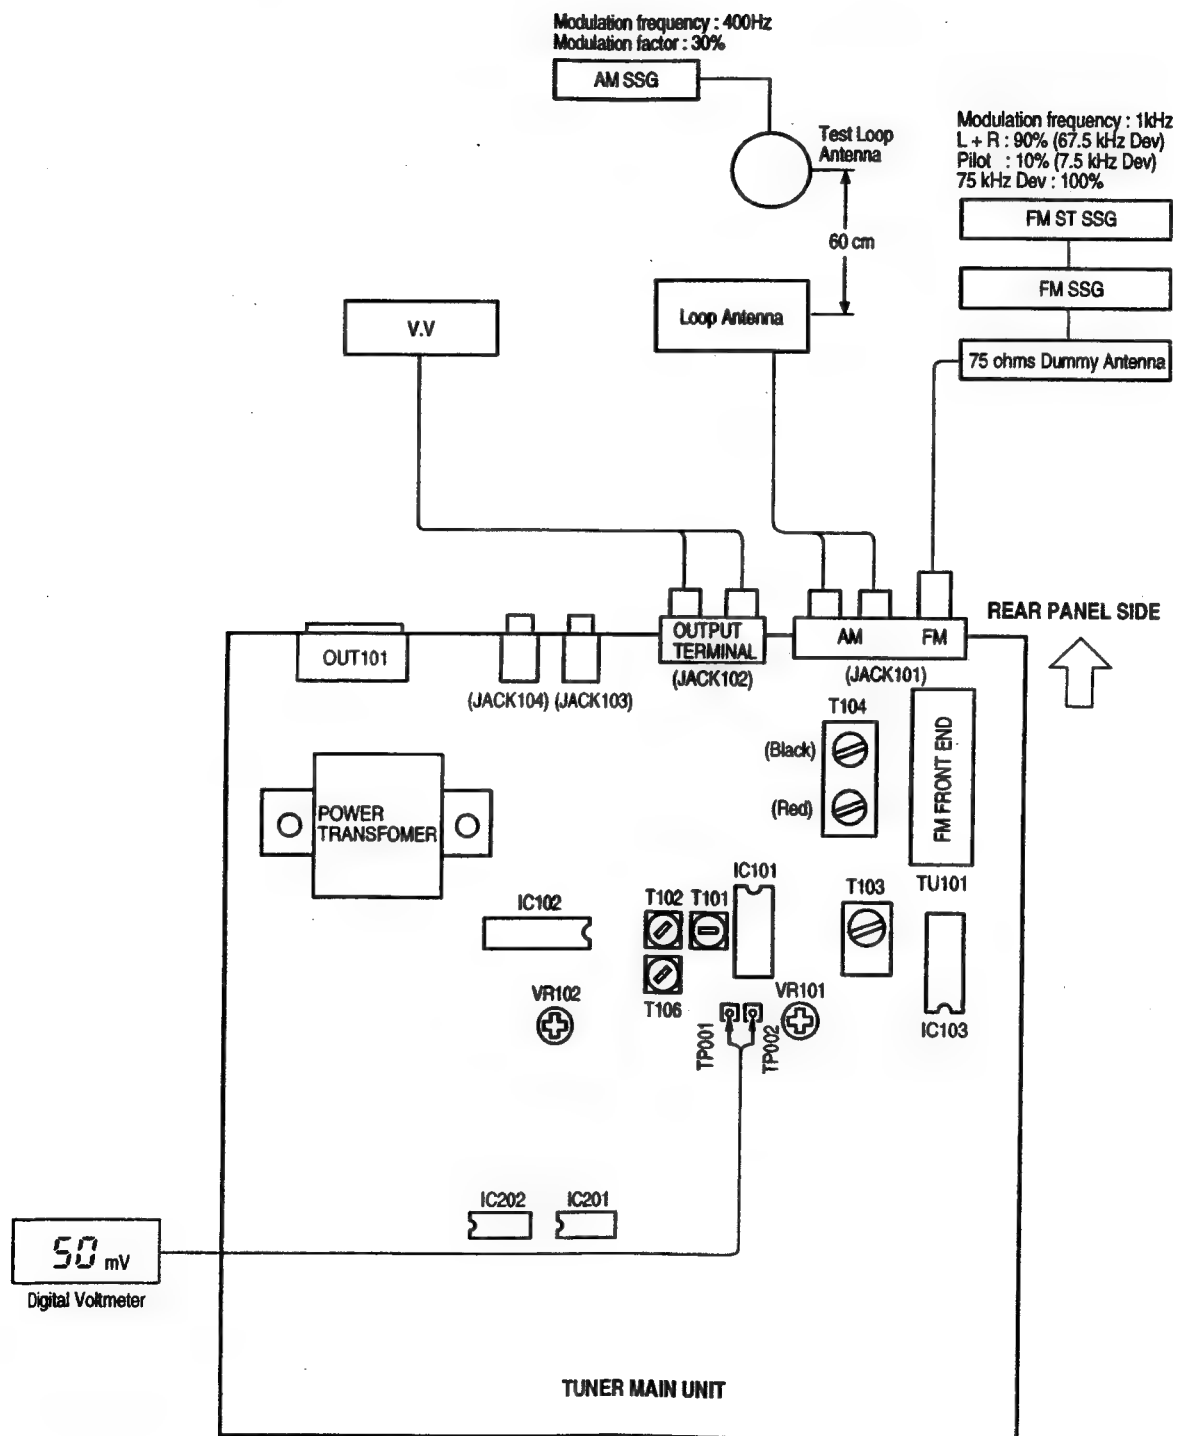 Modulation frequency : 400Hz
Modulation factor : 30%
AM SSG
Test Loop
Antenna
Modulation frequency : 1kHz
L + R : 90% (67.5 kHz Dev)
Pilot : 10% (7.5 kHz Dev)
75 kHz Dev : 100%
FM ST SSG
60 cm
FM SSG
V.V
Loop Antenna
75 ohms Dummy Antenna
REAR PANEL SIDE
OUT101
OUTPUT
TERMINAL
AM FM
(JACK104) (JACK103)
(JACK102)
(JACK101)
T104
(Black)
(Red)
FM FRONT END
POWER
TRANSFOMER
IC101
TU101
T103
IC102
T102 T101
VR102
T106
VR101
TP001
TP002
IC103
IC202
IC201
50 mV
Digital Voltmeter
TUNER MAIN UNIT